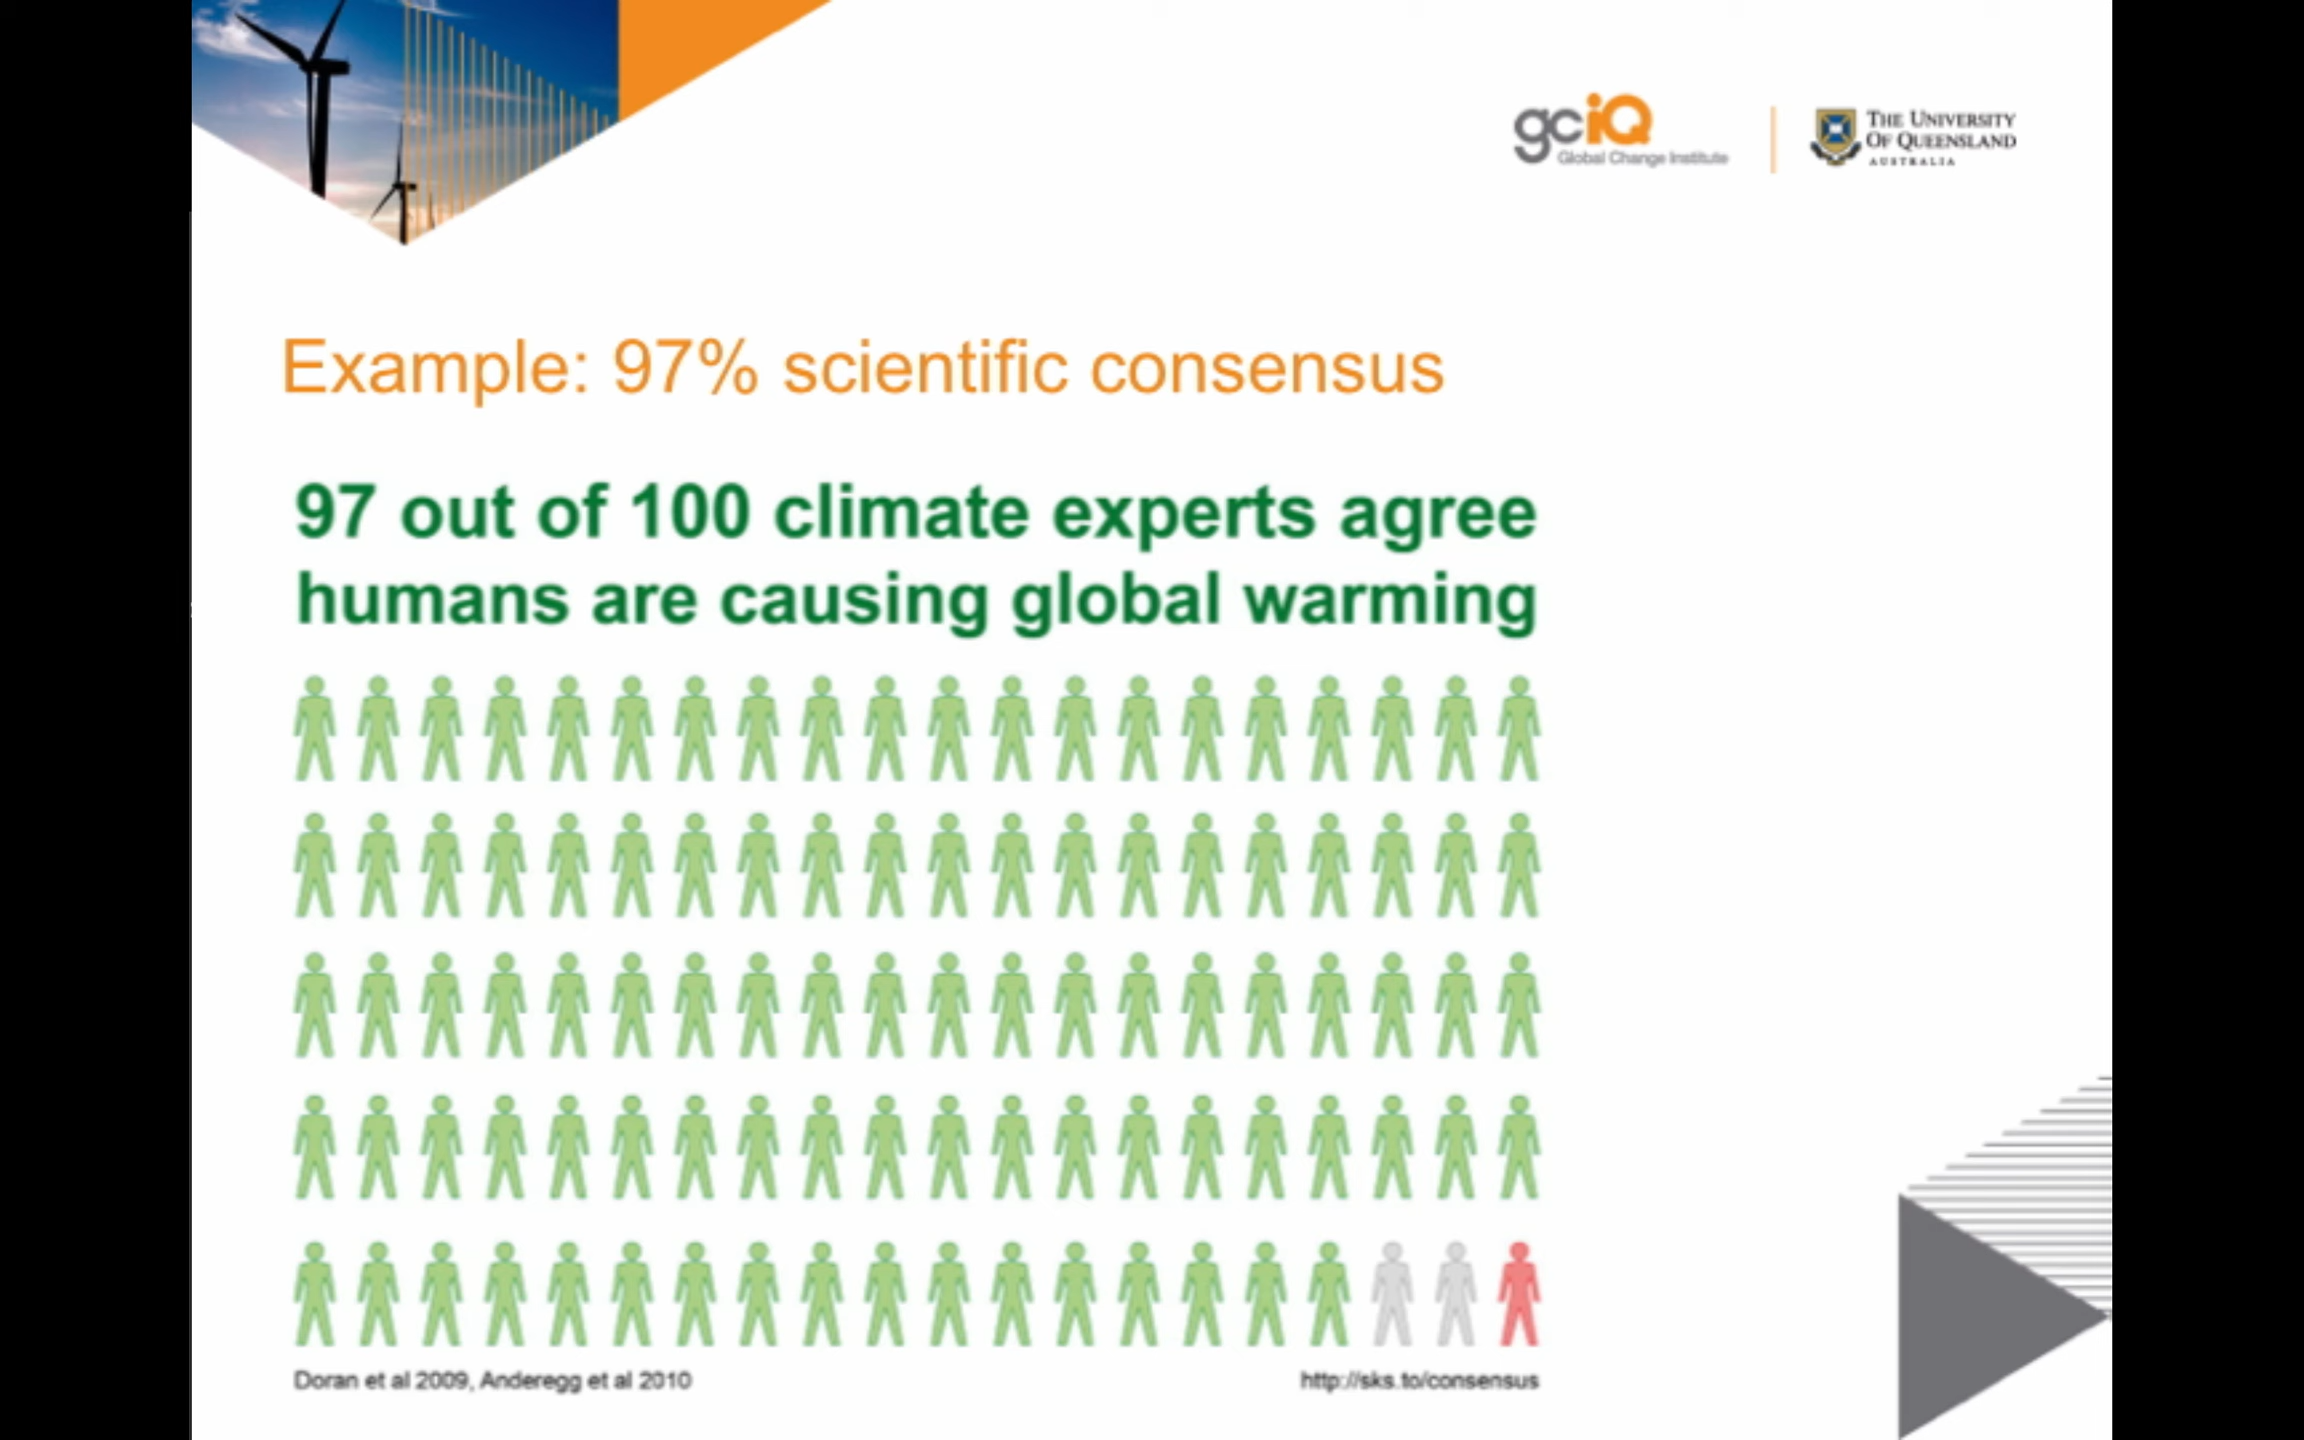 gciQ
Global Change Institute
THE UNIVERSITY
OF QUEENSLAND
AUSTRALIA
Example: 97% scientific consensus
97 out of 100 climate experts agree
humans are causing global warming
Doran et al 2009, Anderegg et al 2010
http://sks.to/consensus